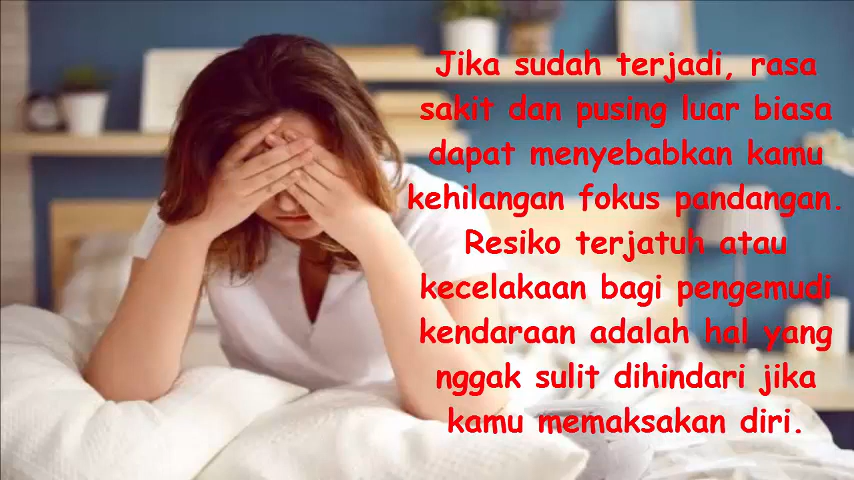 Jika sudah terjadi, rasa
sakit dan pusing luar biasa
dapat menyebabkan kamu
kehilangan fokus pandangan.
Resiko terjatuh atau
kecelakaan bagi pengemudi
kendaraan adalah hal yang
nggak sulit dihindari jika
kamu memaksakan diri.